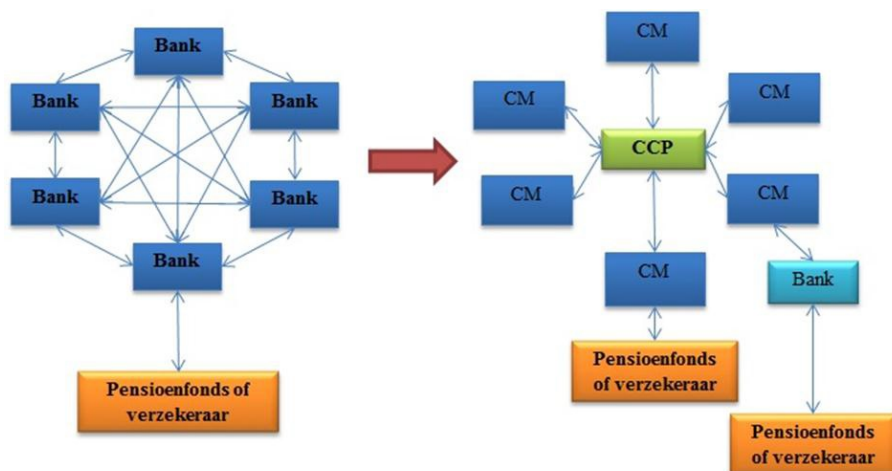 Bank
Bank
Bank
Bank
Bank
Bank
Pensioenfonds of
verzekeraar
CM
CM
CM
CCP
CM
CM
CM
Bank
Pensioenfonds
of verzekeraar
Pensioenfonds
of verzekeraar